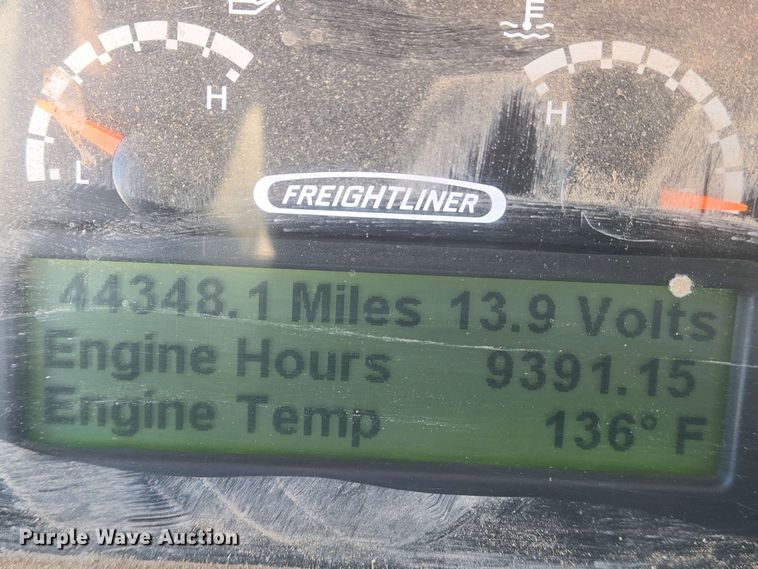 H
L
H
FREIGHTLINER
44348.1 Miles 13.9 Volts
Engine Hours 9391.15
Engine Temp 136° F
Purple Wave Auction